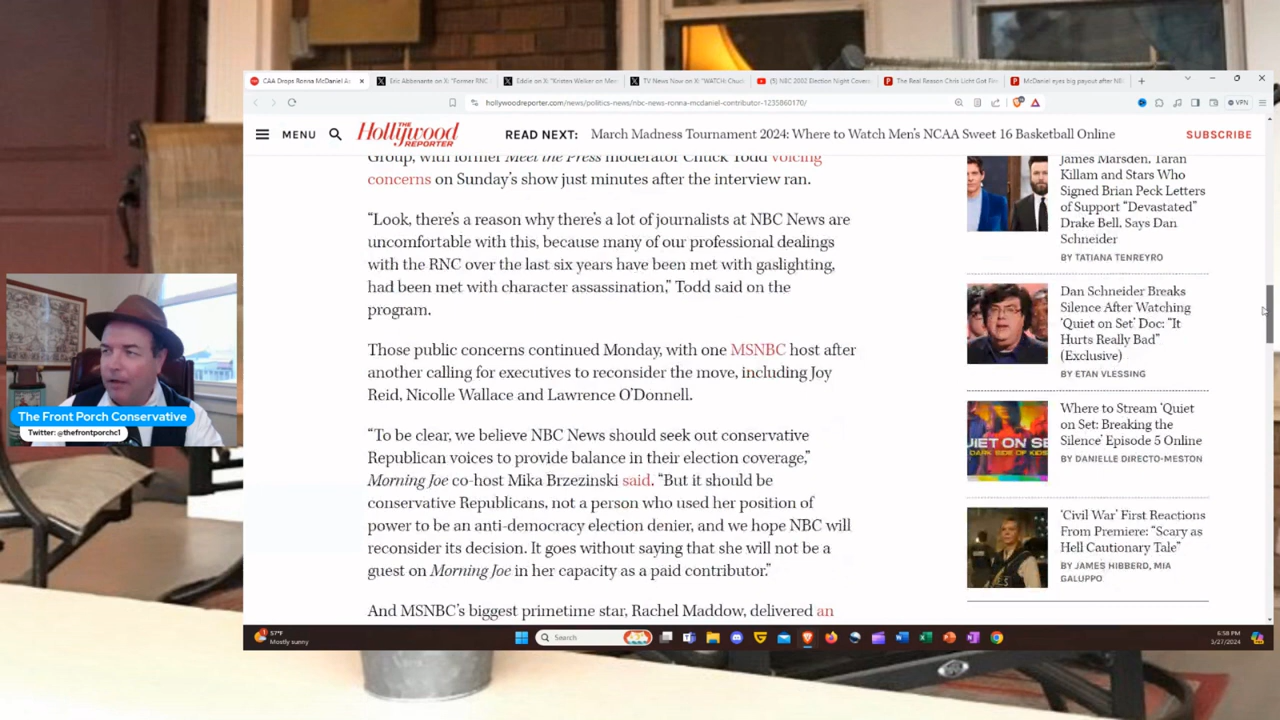 CAA Drops Ronna McDaniel As
Eric Abbenante on X: "Former RNC
Eddie on X: "Kristen Welker on Mee
TV News Now on X: "WATCH: Chuc
(5) NBC 2002 Election Night Covera
The Real Reason Chris Licht Got Fire
McDaniel eyes big payout after NB
hollywoodreporter.com/news/politics-news/nbc-news-ronna-mcdaniel-contributor-1235860170/
VPN
MENU
THE
Hollywood
REPORTER
READ NEXT: March Madness Tournament 2024: Where to Watch Men's NCAA Sweet 16 Basketball Online
SUBSCRIBE
Group, with former Meet the Press moderator Chuck Todd voicing
concerns on Sunday's show just minutes after the interview ran.
“Look, there's a reason why there's a lot of journalists at NBC News are
uncomfortable with this, because many of our professional dealings
with the RNC over the last six years have been met with gaslighting,
had been met with character assassination,” Todd said on the
program.
Those public concerns continued Monday, with one MSNBC host after
another calling for executives to reconsider the move, including Joy
Reid, Nicolle Wallace and Lawrence O'Donnell.
“To be clear, we believe NBC News should seek out conservative
Republican voices to provide balance in their election coverage,”
Morning Joe co-host Mika Brzezinski said. “But it should be
conservative Republicans, not a person who used her position of
power to be an anti-democracy election denier, and we hope NBC will
reconsider its decision. It goes without saying that she will not be a
guest on Morning Joe in her capacity as a paid contributor.”
And MSNBC's biggest primetime star, Rachel Maddow, delivered an
James Marsden, Taran
Killam and Stars Who
Signed Brian Peck Letters
of Support “Devastated”
Drake Bell, Says Dan
Schneider
BY TATIANA TENREYRO
Dan Schneider Breaks
Silence After Watching
‘Quiet on Set’ Doc: “It
Hurts Really Bad”
(Exclusive)
BY ETAN VLESSING
QUIET ON SE
DARK SIDE OF KIDS
Where to Stream ‘Quiet
on Set: Breaking the
Silence’ Episode 5 Online
BY DANIELLE DIRECTO-MESTON
‘Civil War’ First Reactions
From Premiere: “Scary as
Hell Cautionary Tale”
BY JAMES HIBBERD, MIA
GALUPPO
The Front Porch Conservative
Twitter: @thefrontporchc1
57°F
Mostly sunny
Search
6:58 PM
3/27/2024